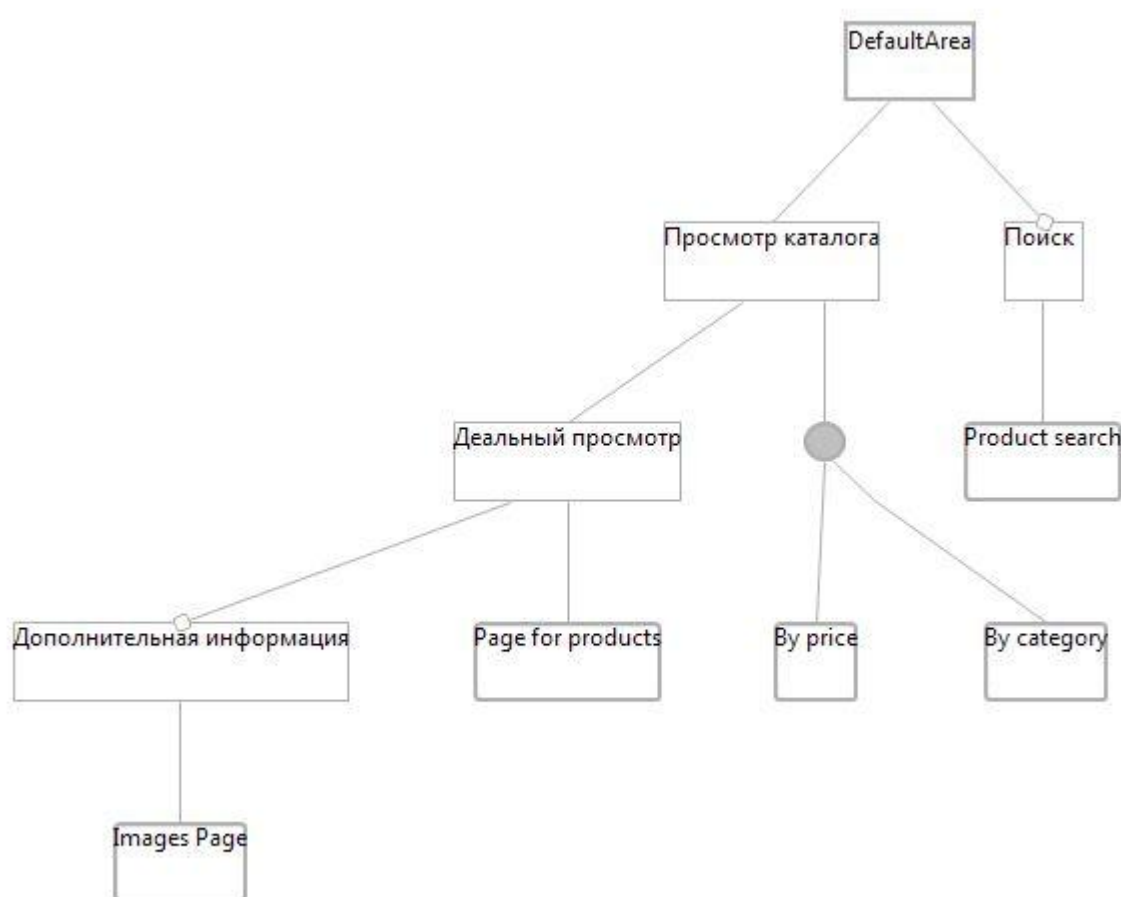 DefaultArea
Просмотр каталога
Поиск
Деальный просмотр
Product search
Дополнительная информация
Page for products
By price
By category
Images Page